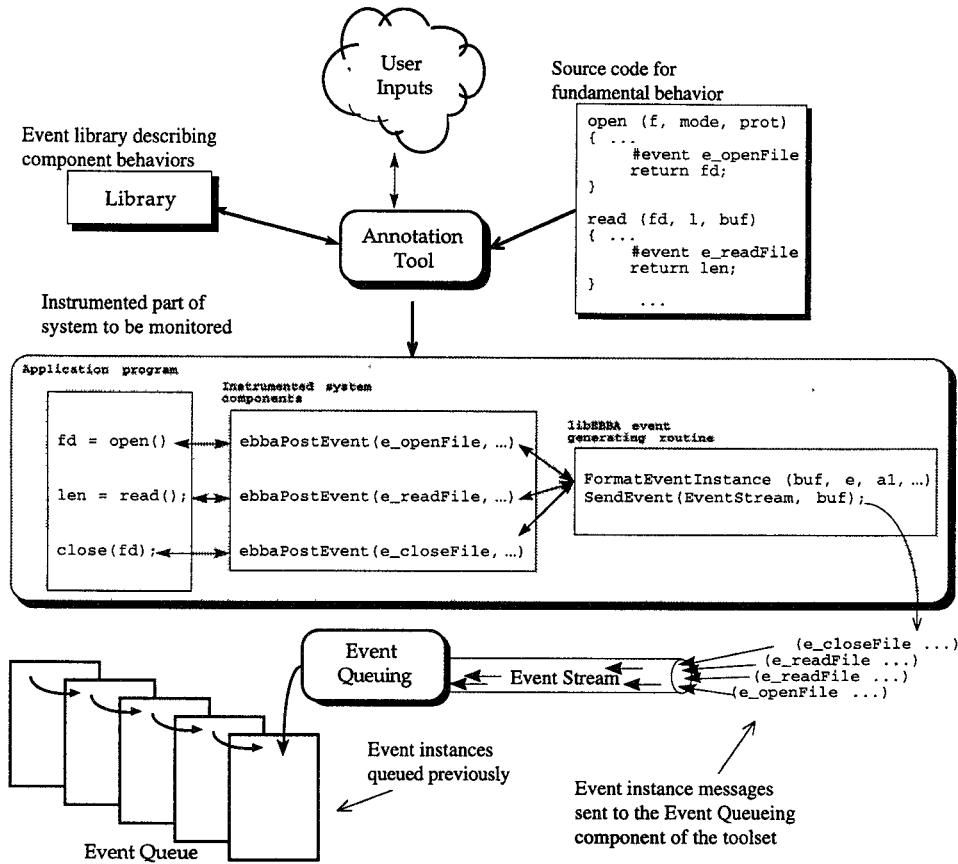 User
Inputs
Source code for
fundamental behavior
open (f, mode, prot)
{ ...
#event e_openFile
return fd;
}
read (fd, l, buf)
{ ...
#event e_readFile
return len;
}
...
Event library describing
component behaviors
Library
Annotation
Tool
Instrumented part of
system to be monitored
Application program
Instrumented system
components
libEBBA event
generating routine
fd = open()
ebbaPostEvent(e_openFile, ...)
len = read();
ebbaPostEvent(e_readFile, ...)
close(fd);
ebbaPostEvent(e_closeFile, ...)
FormatEventInstance (buf, e, a1, ...)
SendEvent(EventStream, buf);
(e_closeFile ...)
(e_readFile ...)
(e_readFile ...)
(e_openFile ...)
Event
Queuing
Event Stream
Event instances
queued previously
Event instance messages
sent to the Event Queueing
component of the toolset
Event Queue